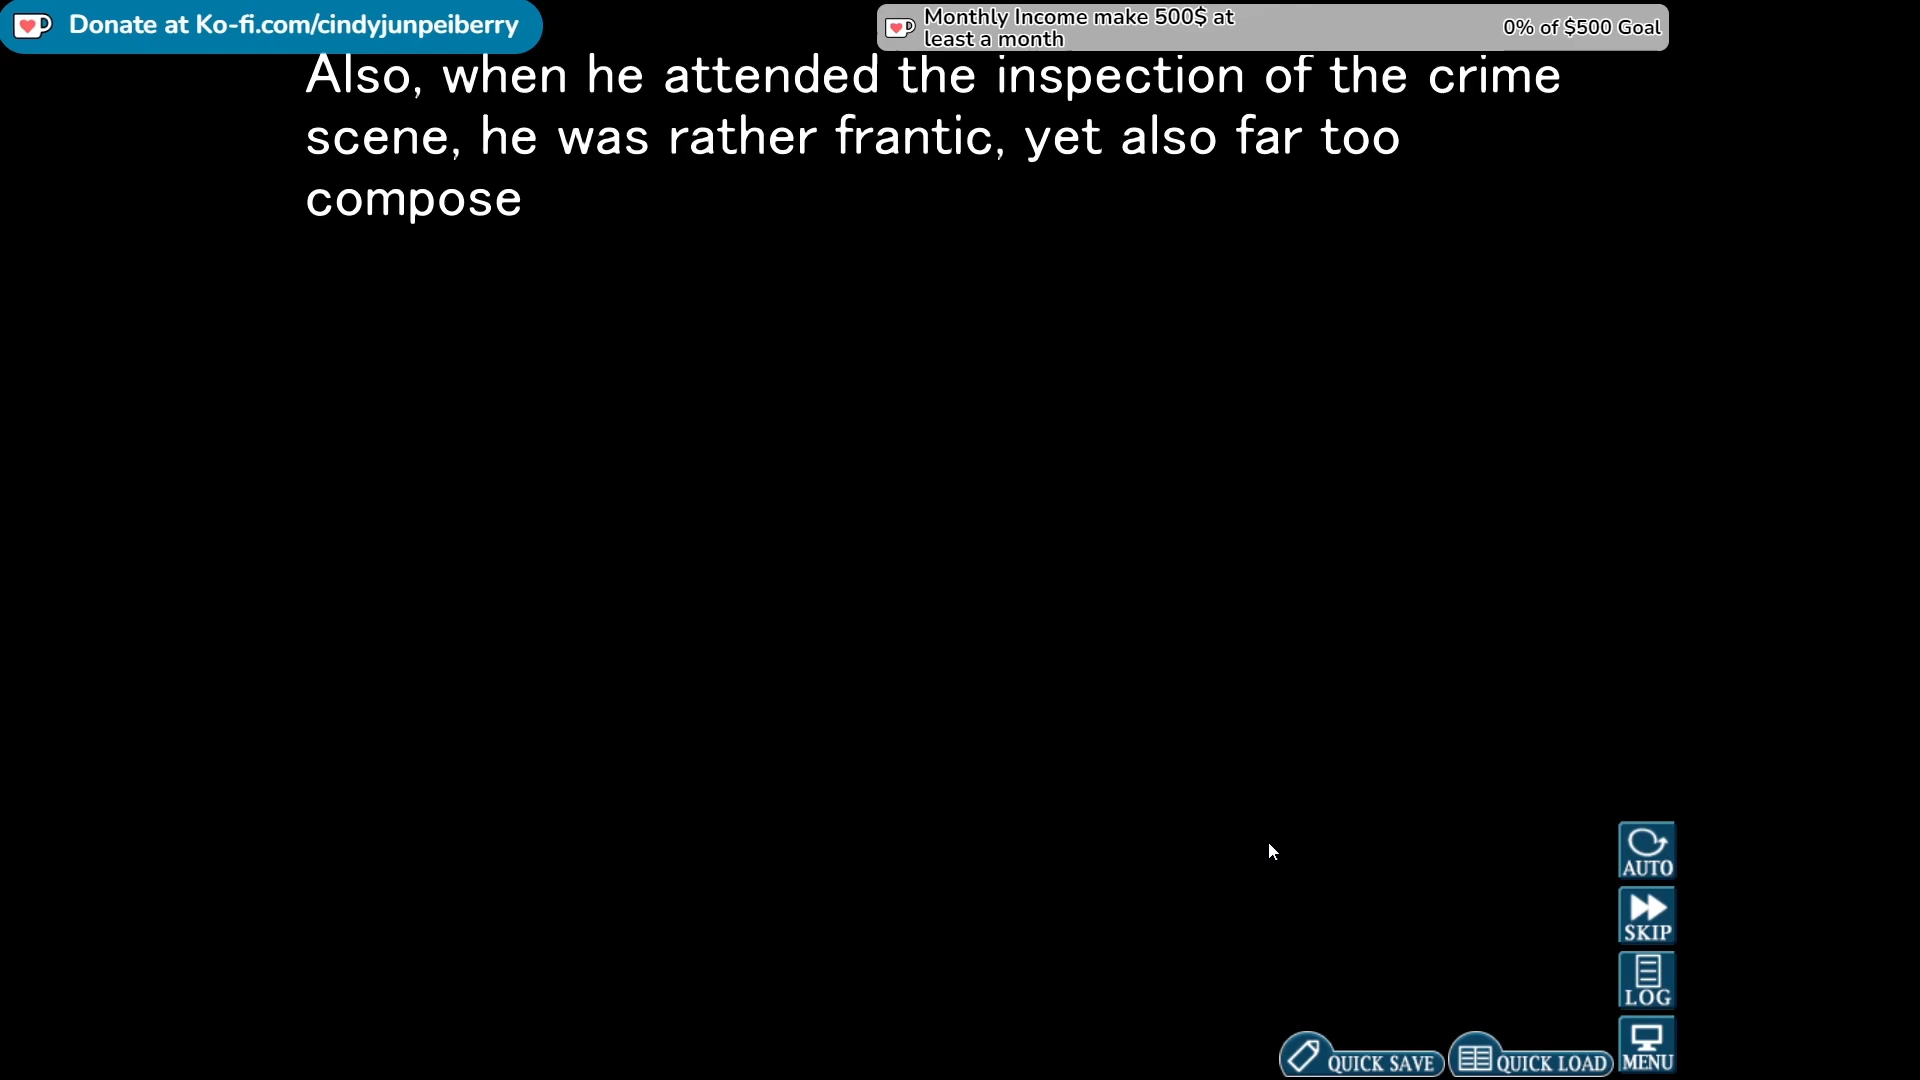 Donate at Ko-fi.com/cindyjunpeiberry
Monthly Income make 500$ at
least a month
0% of $500 Goal
Also, when he attended the inspection of the crime
scene, he was rather frantic, yet also far too
compose
AUTO
SKIP
LOG
MENU
QUICK SAVE
QUICK LOAD